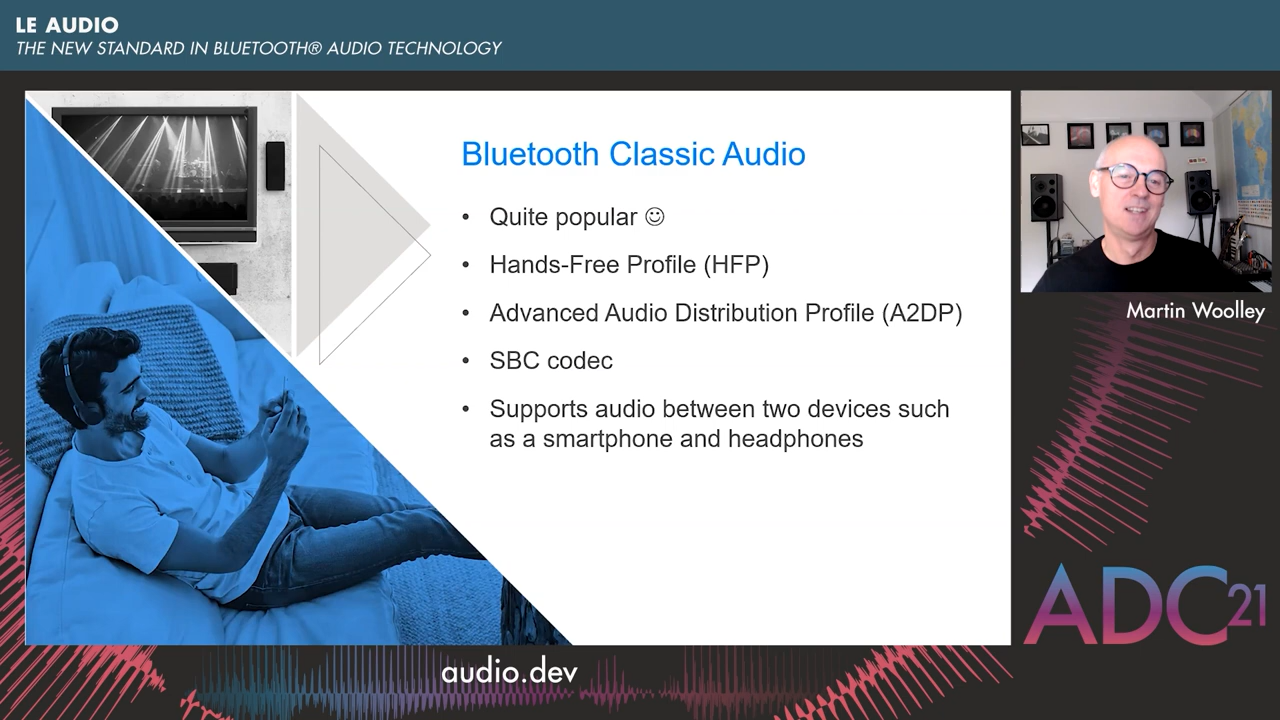 LE AUDIO
THE NEW STANDARD IN BLUETOOTH® AUDIO TECHNOLOGY
Bluetooth Classic Audio
• Quite popular ☺
• Hands-Free Profile (HFP)
• Advanced Audio Distribution Profile (A2DP)
• SBC codec
• Supports audio between two devices such
as a smartphone and headphones
Martin Woolley
ADC21
audio.dev